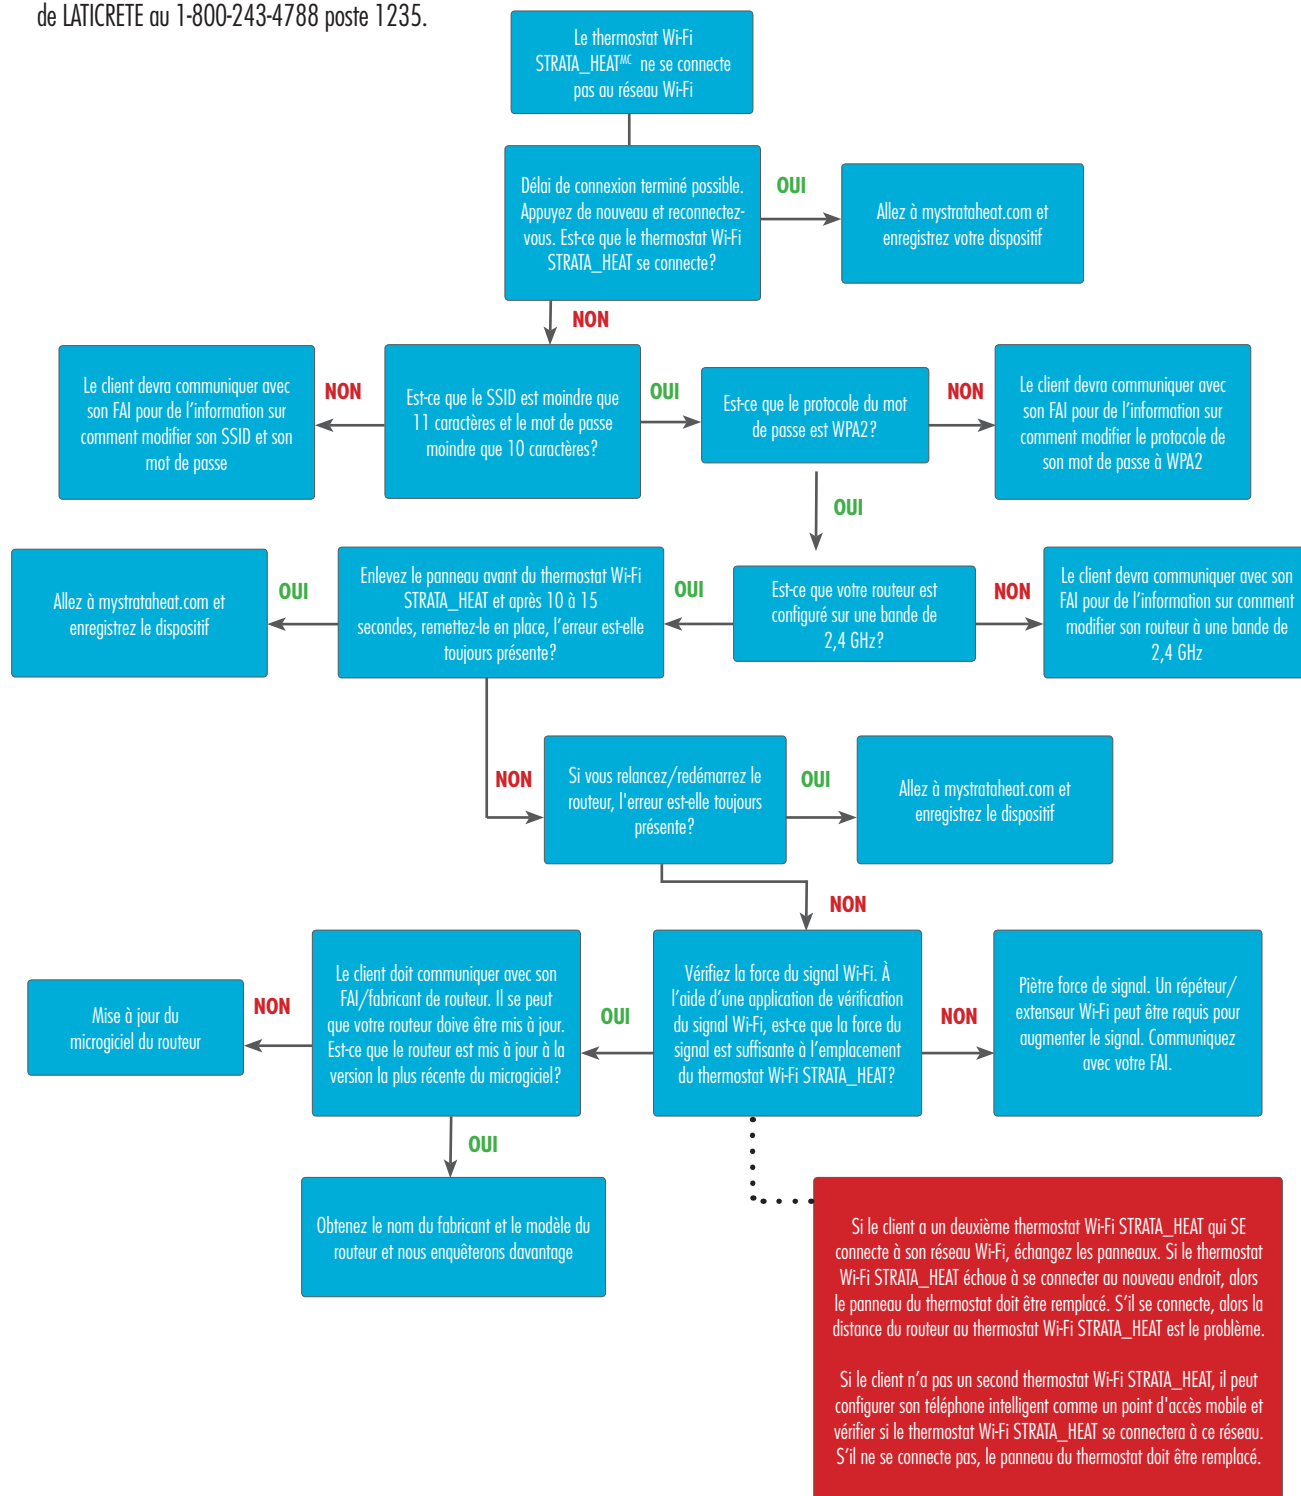 de LATICRETE au 1-800-243-4788 poste 1235.
Le thermostat Wi-Fi
STRATA_HEAT^MC ne se connecte
pas au réseau Wi-Fi
Délai de connexion terminé possible.
Appuyez de nouveau et reconnectez-
vous. Est-ce que le thermostat Wi-Fi
STRATA_HEAT se connecte?
OUI
Allez à mystrataheat.com et
enregistrez votre dispositif
NON
Le client devra communiquer avec
son FAI pour de l’information sur
comment modifier son SSID et son
mot de passe
NON
Est-ce que le SSID est moindre que
11 caractères et le mot de passe
moindre que 10 caractères?
OUI
Est-ce que le protocole du mot
de passe est WPA2?
NON
Le client devra communiquer avec
son FAI pour de l’information sur
comment modifier le protocole de
son mot de passe à WPA2
OUI
Allez à mystrataheat.com et
enregistrez le dispositif
OUI
Enlevez le panneau avant du thermostat Wi-Fi
STRATA_HEAT et après 10 à 15
secondes, remettez-le en place, l’erreur est-elle
toujours présente?
OUI
Est-ce que votre routeur est
configuré sur une bande de
2,4 GHz?
NON
Le client devra communiquer avec son
FAI pour de l’information sur comment
modifier son routeur à une bande de
2,4 GHz
NON
Si vous relancez/redémarrez le
routeur, l'erreur est-elle toujours
présente?
OUI
Allez à mystrataheat.com et
enregistrez le dispositif
NON
Mise à jour du
microgiciel du routeur
NON
Le client doit communiquer avec son
FAI/fabricant de routeur. Il se peut
que votre routeur doive être mis à jour.
Est-ce que le routeur est mis à jour à la
version la plus récente du microgiciel?
OUI
Vérifiez la force du signal Wi-Fi. À
l’aide d’une application de vérification
du signal Wi-Fi, est-ce que la force du
signal est suffisante à l’emplacement
du thermostat Wi-Fi STRATA_HEAT?
NON
Piètre force de signal. Un répéteur/
extenseur Wi-Fi peut être requis pour
augmenter le signal. Communiquez
avec votre FAI.
OUI
Obtenez le nom du fabricant et le modèle du
routeur et nous enquêterons davantage
Si le client a un deuxième thermostat Wi-Fi STRATA_HEAT qui SE
connecte à son réseau Wi-Fi, échangez les panneaux. Si le thermostat
Wi-Fi STRATA_HEAT échoue à se connecter au nouveau endroit, alors
le panneau du thermostat doit être remplacé. S’il se connecte, alors la
distance du routeur au thermostat Wi-Fi STRATA_HEAT est le problème.
Si le client n’a pas un second thermostat Wi-Fi STRATA_HEAT, il peut
configurer son téléphone intelligent comme un point d'accès mobile et
vérifier si le thermostat Wi-Fi STRATA_HEAT se connectera à ce réseau.
S’il ne se connecte pas, le panneau du thermostat doit être remplacé.